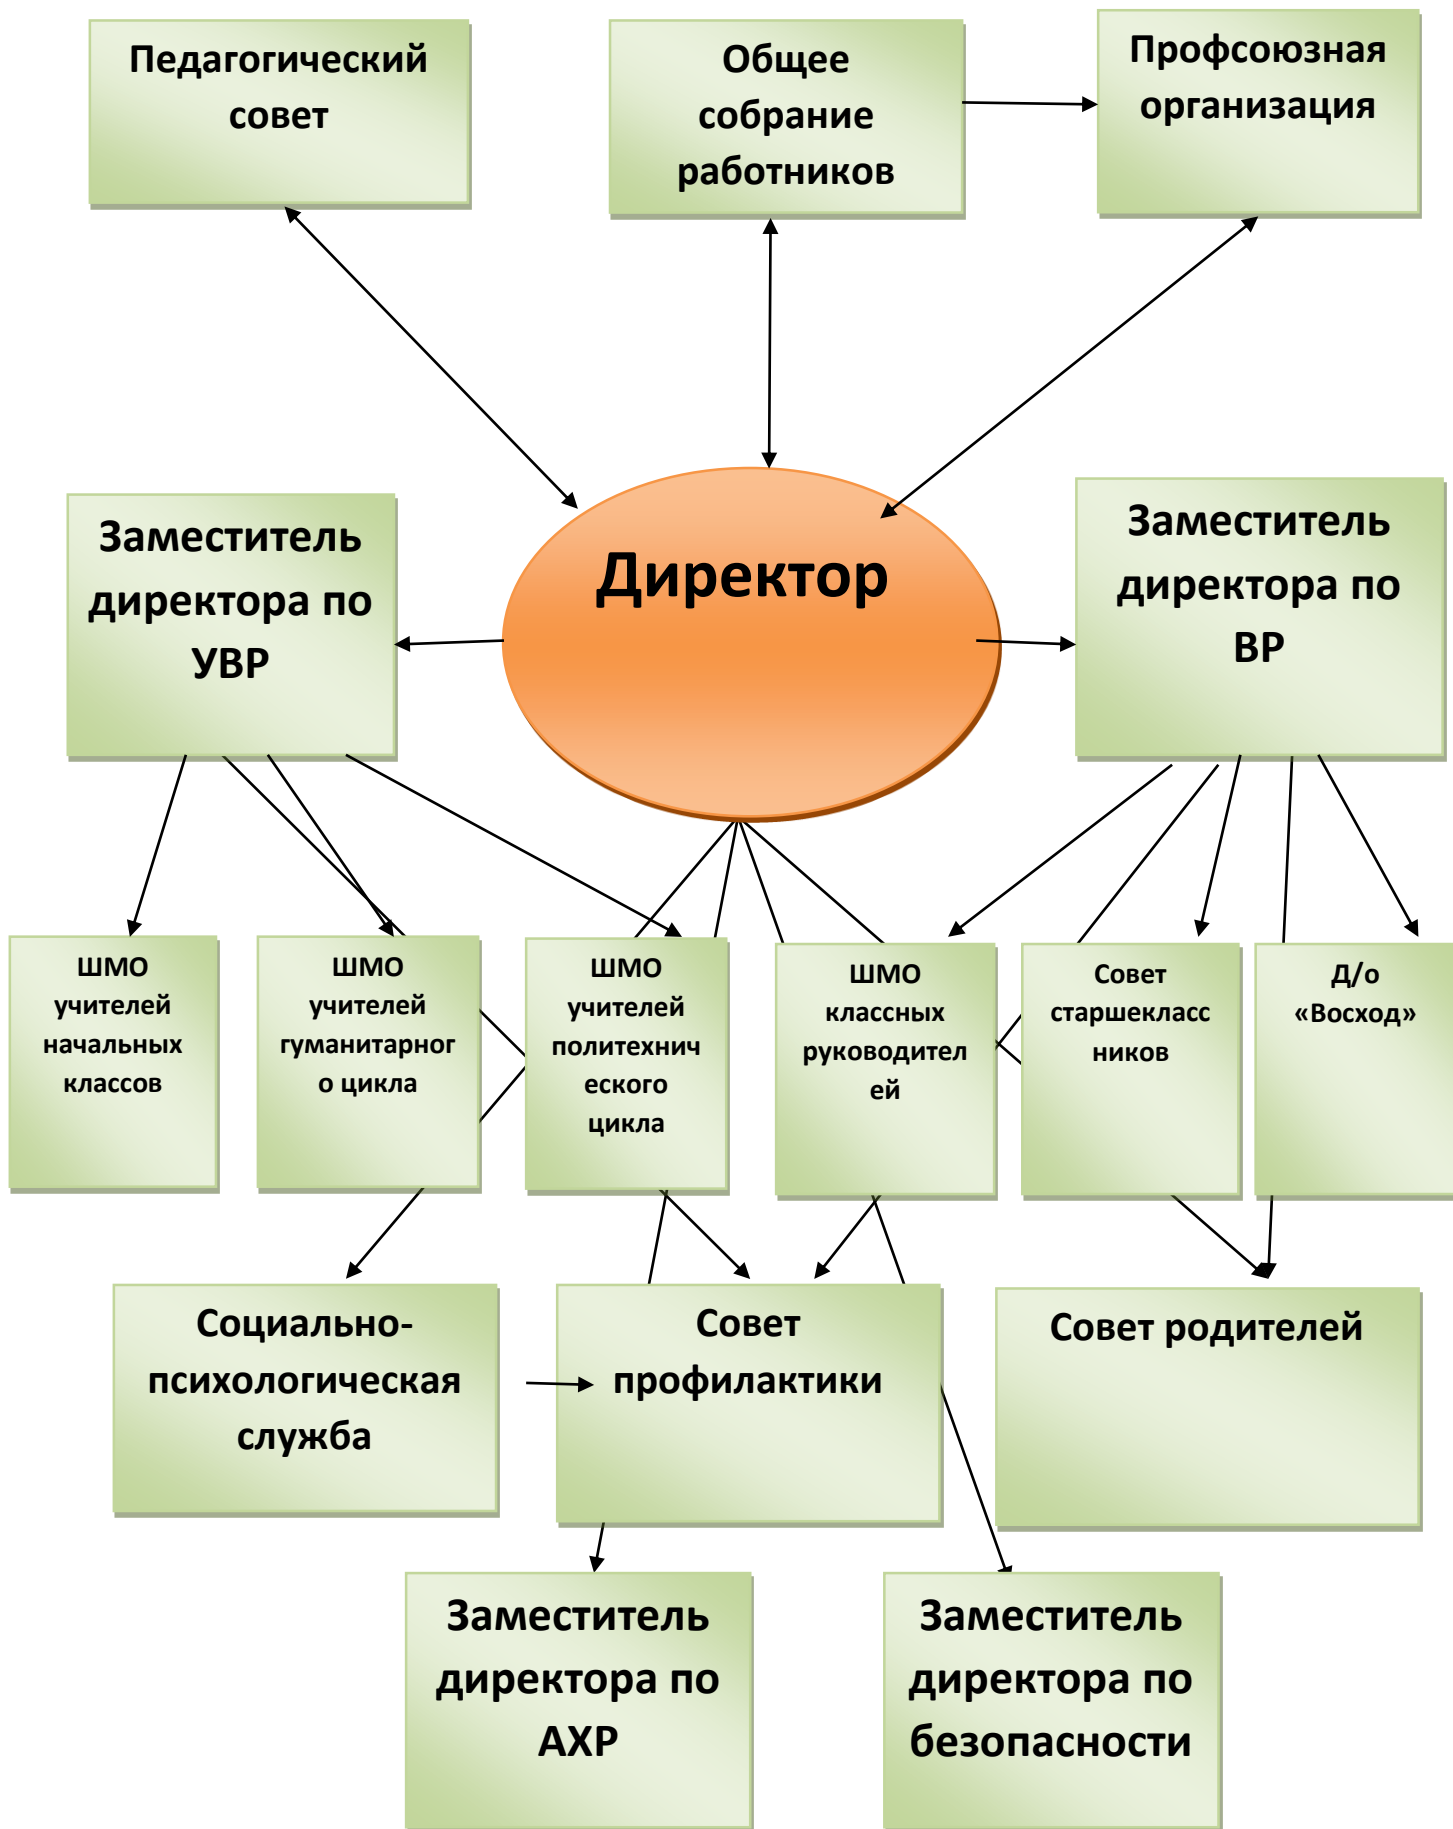 Педагогический
совет
Общее
собрание
работников
Профсоюзная
организация
Заместитель
директора по
УВР
Директор
Заместитель
директора по
ВР
ШМО
учителей
начальных
классов
ШМО
учителей
гуманитарног
о цикла
ШМО
учителей
политехнич
еского
цикла
ШМО
классных
руководител
ей
Совет
старшекласс
ников
Д/о
«Восход»
Социально-
психологическая
служба
Совет
профилактики
Совет родителей
Заместитель
директора по
АХР
Заместитель
директора по
безопасности